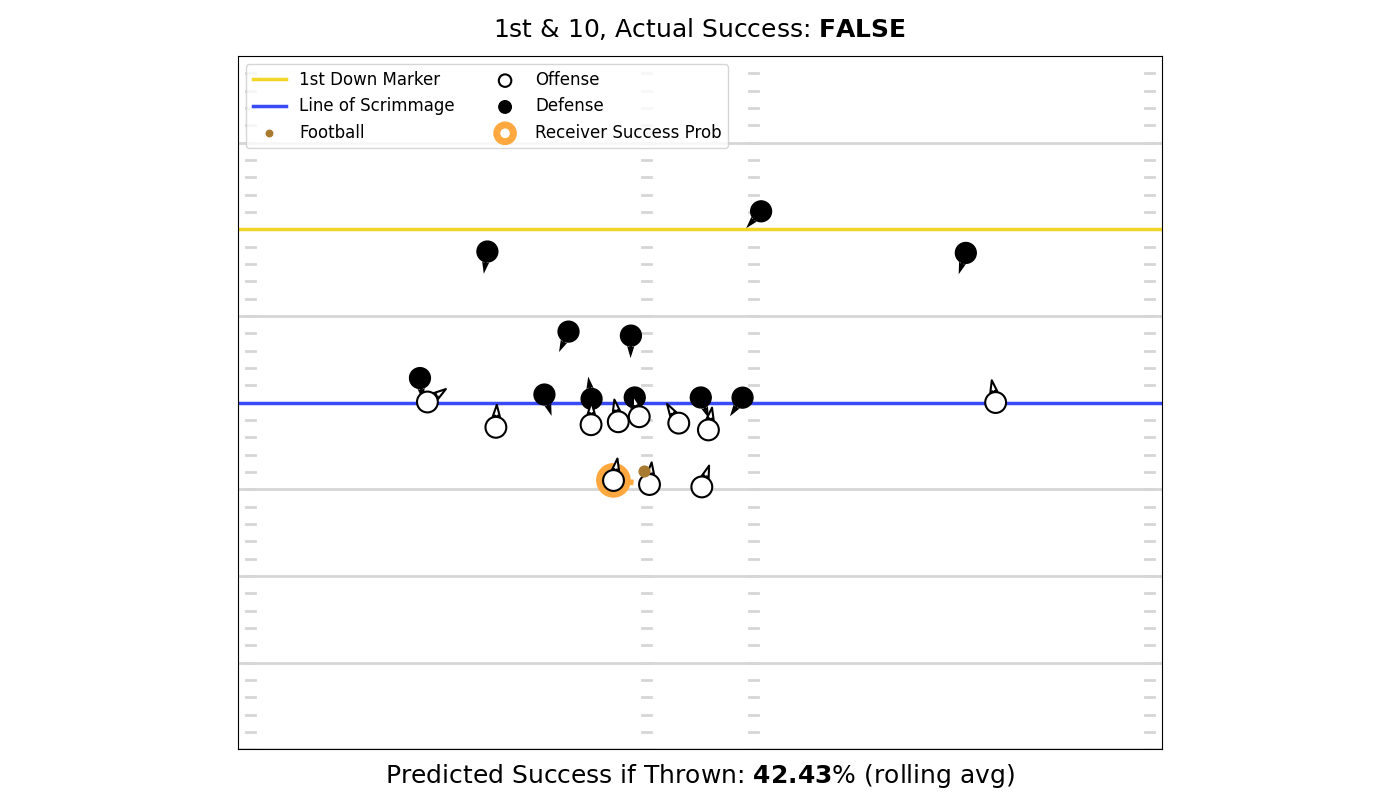 1st & 10, Actual Success: FALSE
1st Down Marker
Line of Scrimmage
Football
Offense
Defense
Receiver Success Prob
Predicted Success if Thrown: 42.43% (rolling avg)